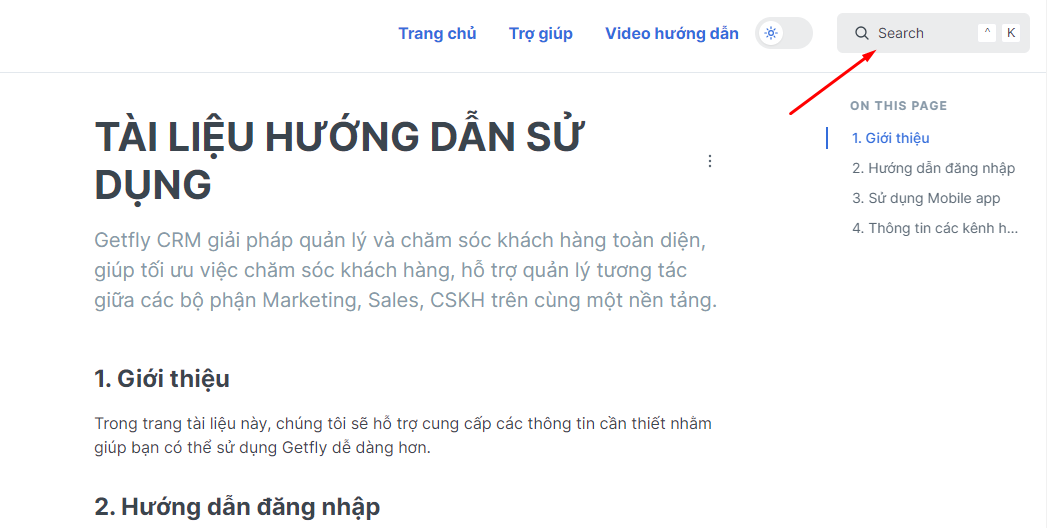 Trang chủ Trợ giúp Video hướng dẫn Search ^ K
TÀI LIỆU HƯỚNG DẪN SỬ
DỤNG
Getfly CRM giải pháp quản lý và chăm sóc khách hàng toàn diện,
giúp tối ưu việc chăm sóc khách hàng, hỗ trợ quản lý tương tác
giữa các bộ phận Marketing, Sales, CSKH trên cùng một nền tảng.
1. Giới thiệu
Trong trang tài liệu này, chúng tôi sẽ hỗ trợ cung cấp các thông tin cần thiết nhằm
giúp bạn có thể sử dụng Getfly dễ dàng hơn.
2. Hướng dẫn đăng nhập
ON THIS PAGE
1. Giới thiệu
2. Hướng dẫn đăng nhập
3. Sử dụng Mobile app
4. Thông tin các kênh h...